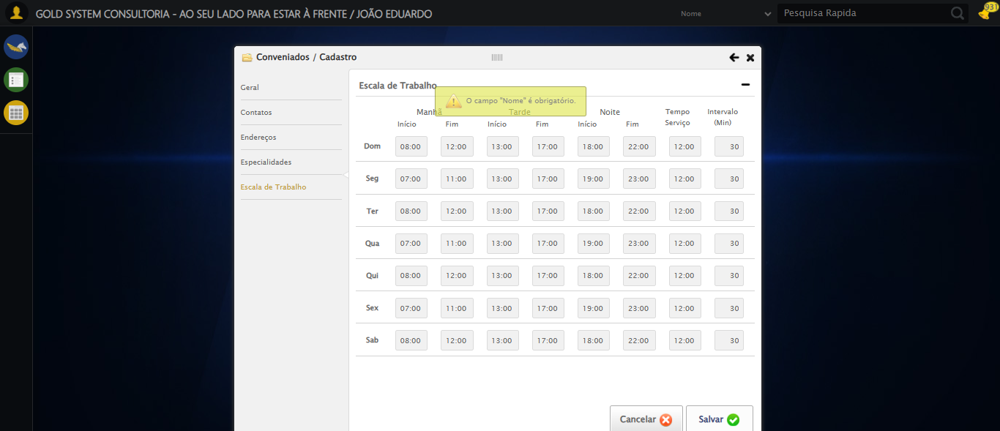 GOLD SYSTEM CONSULTORIA - AO SEU LADO PARA ESTAR À FRENTE / JOÃO EDUARDO
Nome
Pesquisa Rapida
931
Conveniados / Cadastro
Geral
Contatos
Endereços
Especialidades
Escala de Trabalho
Escala de Trabalho
O campo "Nome" é obrigatório.
Manhã Tarde Noite Tempo Serviço Intervalo (Min)
Início Fim Início Fim Início Fim
Dom 08:00 12:00 13:00 17:00 18:00 22:00 12:00 30
Seg 07:00 11:00 13:00 17:00 19:00 23:00 12:00 30
Ter 08:00 12:00 13:00 17:00 18:00 22:00 12:00 30
Qua 07:00 11:00 13:00 17:00 19:00 23:00 12:00 30
Qui 08:00 12:00 13:00 17:00 18:00 22:00 12:00 30
Sex 07:00 11:00 13:00 17:00 19:00 23:00 12:00 30
Sab 08:00 12:00 13:00 17:00 18:00 22:00 12:00 30
Cancelar Salvar